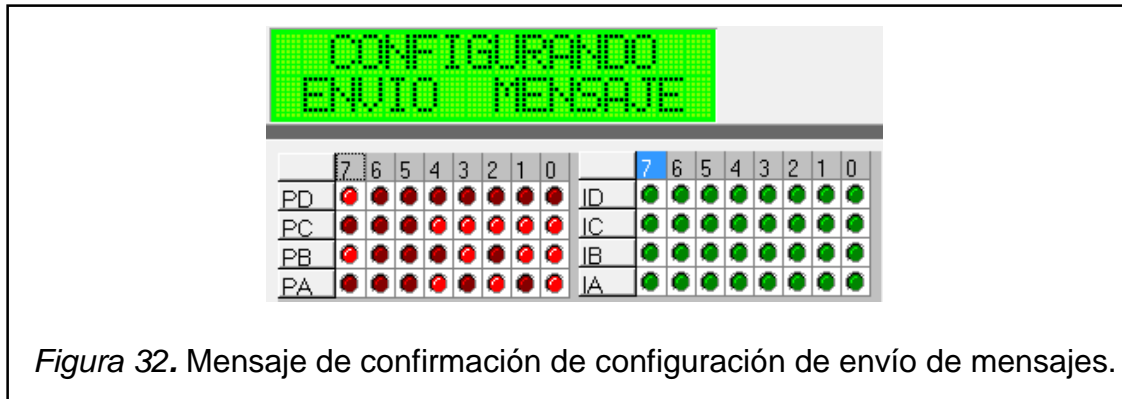 CONFIGURANDO
ENVIO MENSAJE
7 6 5 4 3 2 1 0 7 6 5 4 3 2 1 0
PD ID
PC IC
PB IB
PA IA
Figura 32. Mensaje de confirmación de configuración de envío de mensajes.